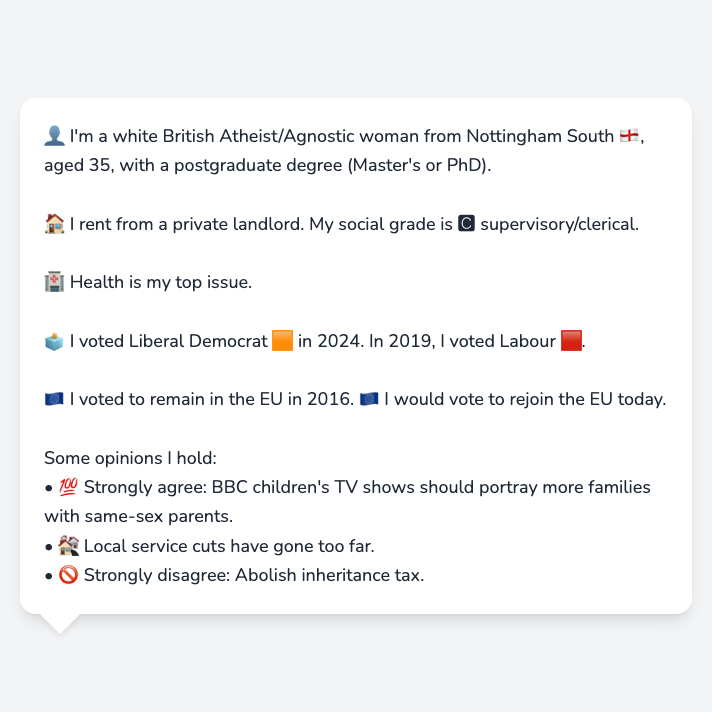 👤 I'm a white British Atheist/Agnostic woman from Nottingham South 🏴󠁧󠁢󠁥󠁮󠁧󠁿,
aged 35, with a postgraduate degree (Master's or PhD).
🏠 I rent from a private landlord. My social grade is 🅲 supervisory/clerical.
🏥 Health is my top issue.
🗳️ I voted Liberal Democrat 🟧 in 2024. In 2019, I voted Labour 🟥.
🇪🇺 I voted to remain in the EU in 2016. 🇪🇺 I would vote to rejoin the EU today.
Some opinions I hold:
• 💯 Strongly agree: BBC children's TV shows should portray more families
with same-sex parents.
• 🏚️ Local service cuts have gone too far.
• 🚫 Strongly disagree: Abolish inheritance tax.